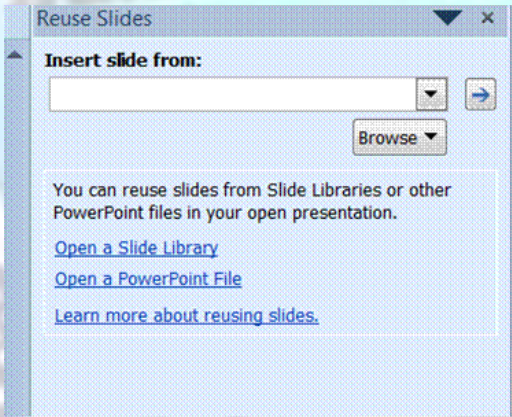 Reuse Slides
Insert slide from:
Browse
You can reuse slides from Slide Libraries or other
PowerPoint files in your open presentation.
Open a Slide Library
Open a PowerPoint File
Learn more about reusing slides.